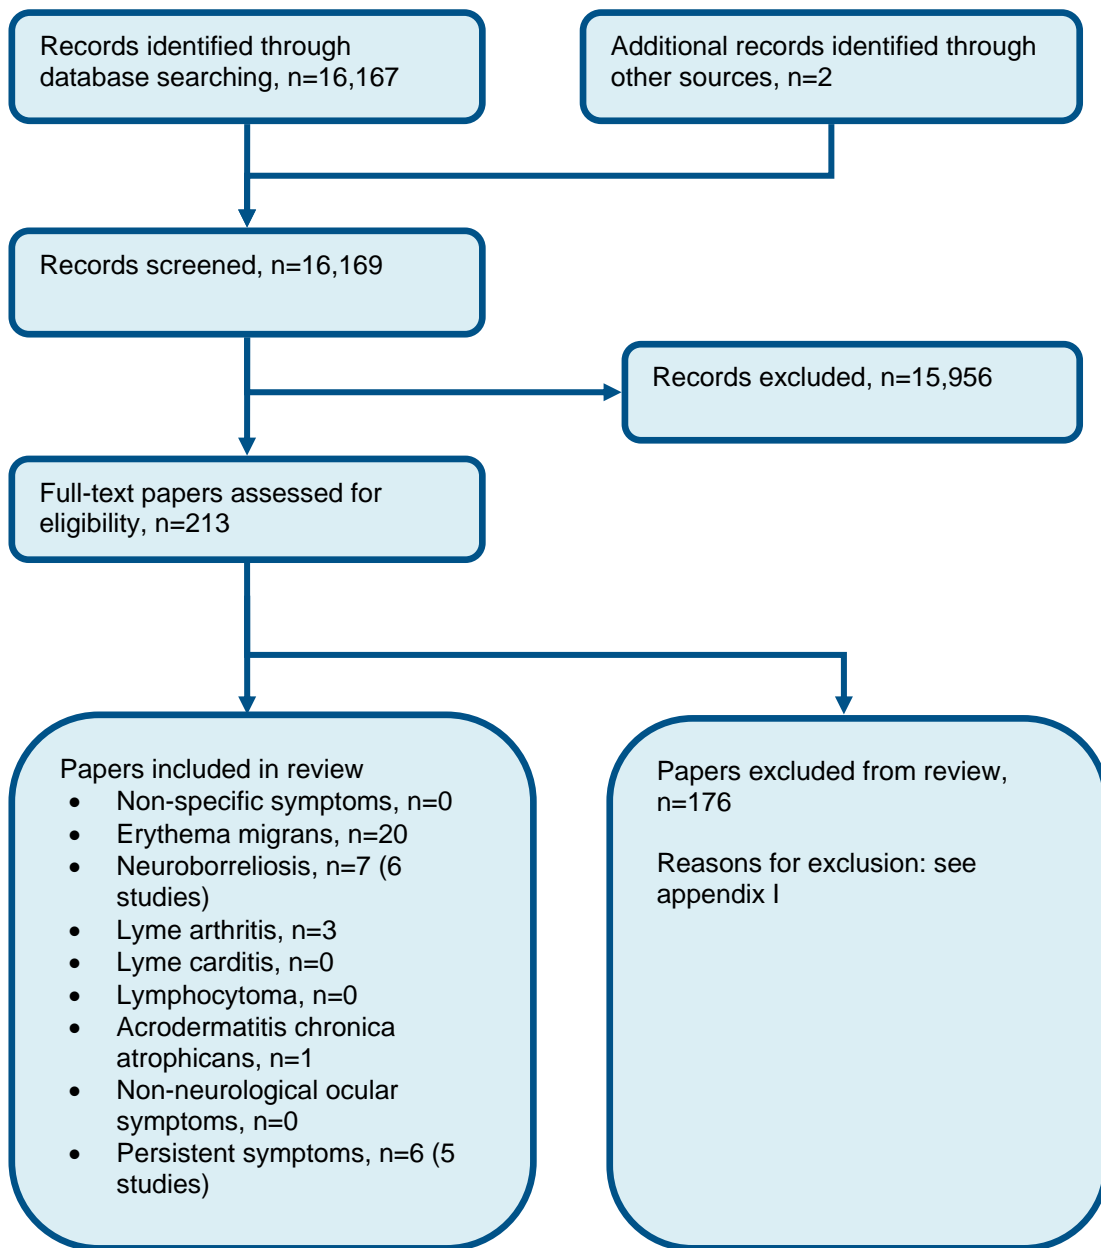 Records identified through
database searching, n=16,167
Additional records identified through
other sources, n=2
Records screened, n=16,169
Records excluded, n=15,956
Full-text papers assessed for
eligibility, n=213
Papers included in review
• Non-specific symptoms, n=0
• Erythema migrans, n=20
• Neuroborreliosis, n=7 (6
studies)
• Lyme arthritis, n=3
• Lyme carditis, n=0
• Lymphocytoma, n=0
• Acrodermatitis chronica
atrophicans, n=1
• Non-neurological ocular
symptoms, n=0
• Persistent symptoms, n=6 (5
studies)
Papers excluded from review,
n=176
Reasons for exclusion: see
appendix I